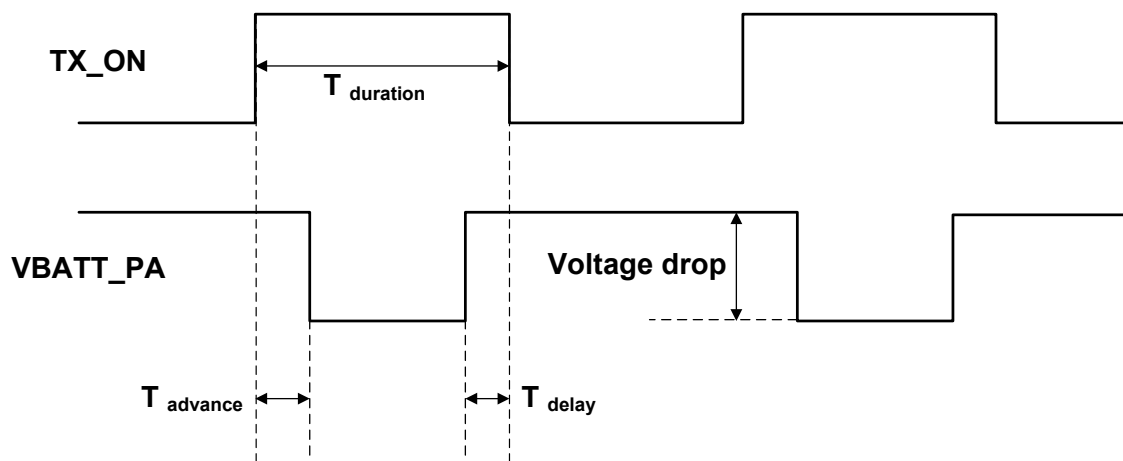 TX_ON
T duration
VBATT_PA
Voltage drop
T advance
T delay